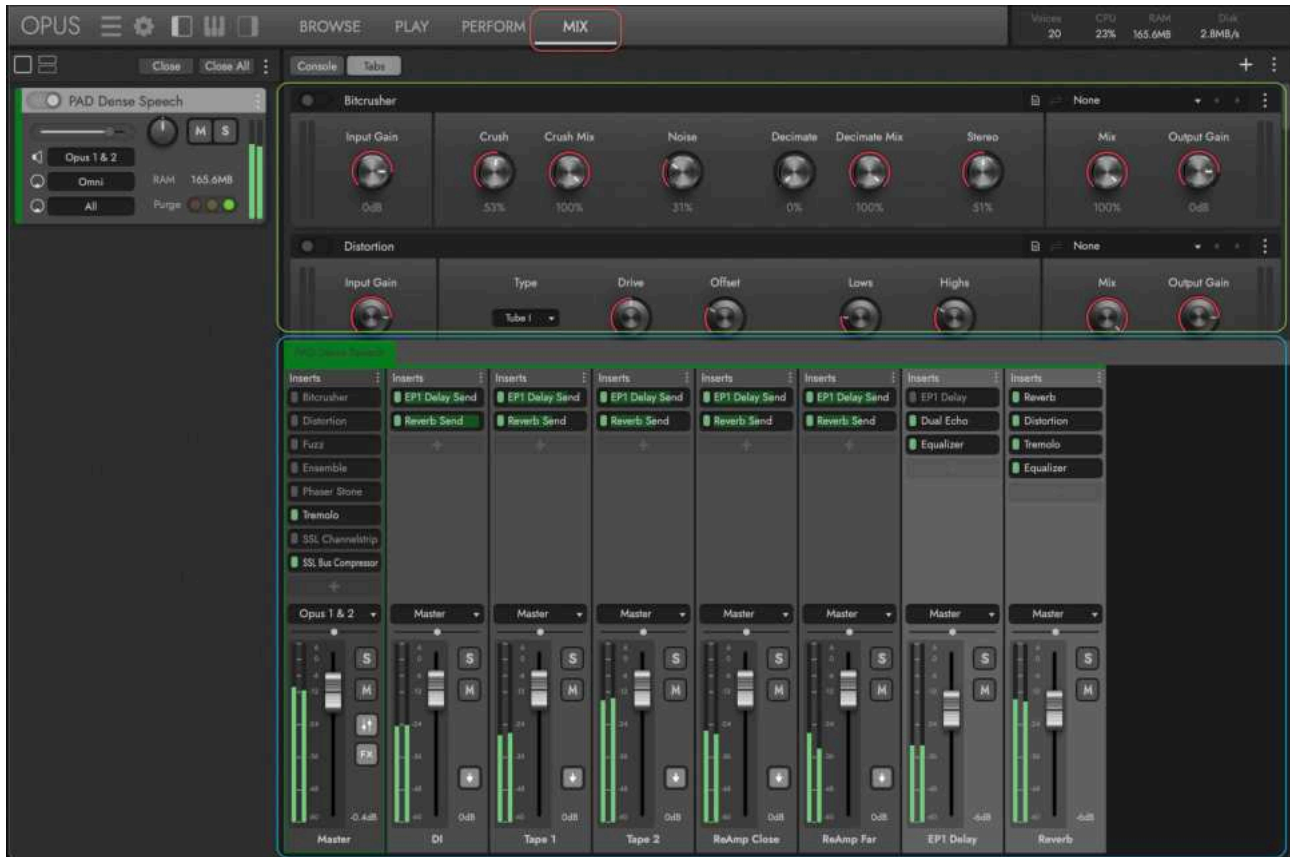 OPUS BROWSE PLAY PERFORM MIX Voices CPU RAM Disk
20 23% 165.6MB 2.8MB/s
Close Close All Console Tabs +
PAD Dense Speech
M S
Opus 1 & 2
Omni RAM 165.6MB
All Purge
Bitcrusher None
Input Gain Crush Crush Mix Noise Decimate Decimate Mix Stereo Mix Output Gain
0dB 53% 100% 31% 0% 100% 51% 100% 0dB
Distortion None
Input Gain Type Drive Offset Lows Highs Mix Output Gain
Tube I
PAD Dense Speech
Inserts Inserts Inserts Inserts Inserts Inserts Inserts Inserts
Bitcrusher EP1 Delay Send EP1 Delay Send EP1 Delay Send EP1 Delay Send EP1 Delay Send EP1 Delay Reverb
Distortion Reverb Send Reverb Send Reverb Send Reverb Send Reverb Send Dual Echo Distortion
Fuzz + + + + + Equalizer Tremolo
Ensemble Equalizer
Phaser Stone
Tremolo
SSL Channelstrip
SSL Bus Compressor
+
Opus 1 & 2 Master Master Master Master Master Master Master
S S S S S S S S
M M M M M M M M
FX
-0.4dB 0dB 0dB 0dB 0dB 0dB -6dB -6dB
Master DI Tape 1 Tape 2 ReAmp Close ReAmp Far EP1 Delay Reverb